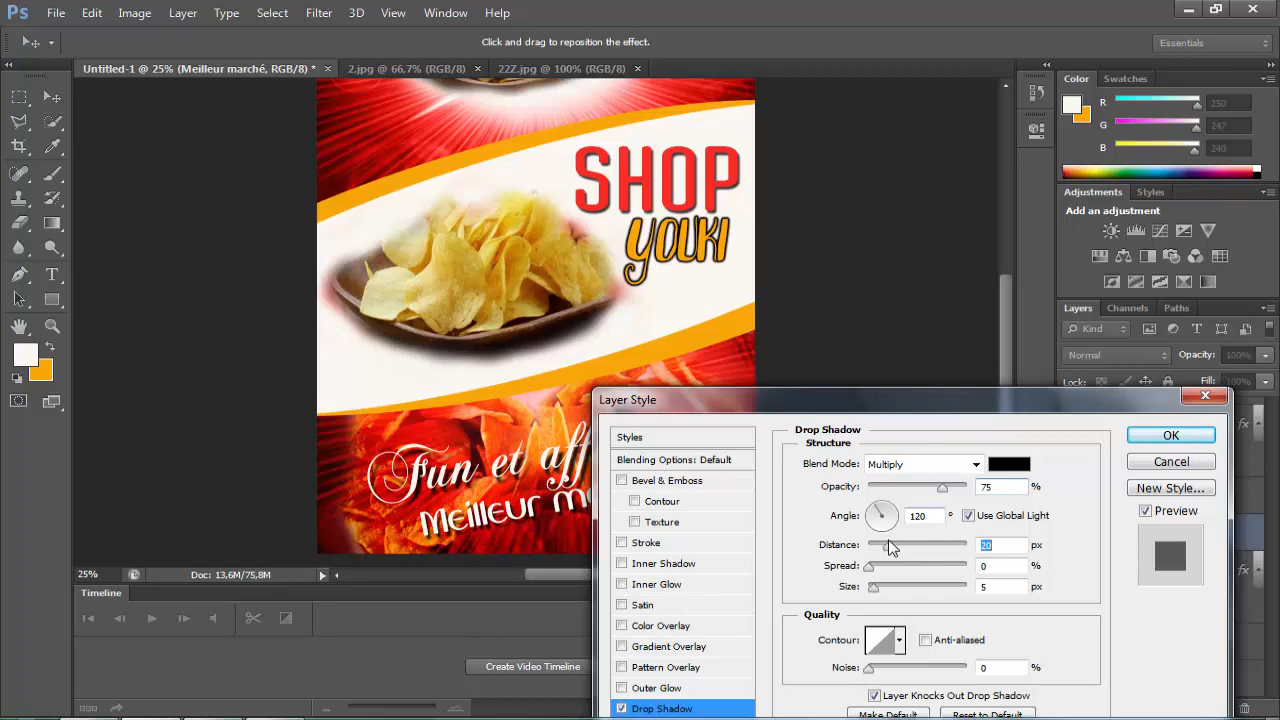 Ps File Edit Image Layer Type Select Filter 3D View Window Help
Click and drag to reposition the effect.
Essentials
Untitled-1 @ 25% (Meilleur marché, RGB/8) *
2.jpg @ 66,7% (RGB/8)
22Z.jpg @ 100% (RGB/8)
Color Swatches
R 250
G 247
B 240
Adjustments Styles
Add an adjustment
Layers Channels Paths
Kind
Normal Opacity: 100%
Lock: Fill: 100%
SHOP
youki
Fun et aff
Meilleur m
25% Doc: 13,6M/75,8M
Timeline
Create Video Timeline
Layer Style
Styles
Blending Options: Default
Bevel & Emboss
Contour
Texture
Stroke
Inner Shadow
Inner Glow
Satin
Color Overlay
Gradient Overlay
Pattern Overlay
Outer Glow
Drop Shadow
Drop Shadow
Structure
Blend Mode: Multiply
Opacity: 75 %
Angle: 120 ° Use Global Light
Distance: 20 px
Spread: 0 %
Size: 5 px
Quality
Contour: Anti-aliased
Noise: 0 %
Layer Knocks Out Drop Shadow
Make Default Reset to Default
OK
Cancel
New Style...
Preview
fx
fx